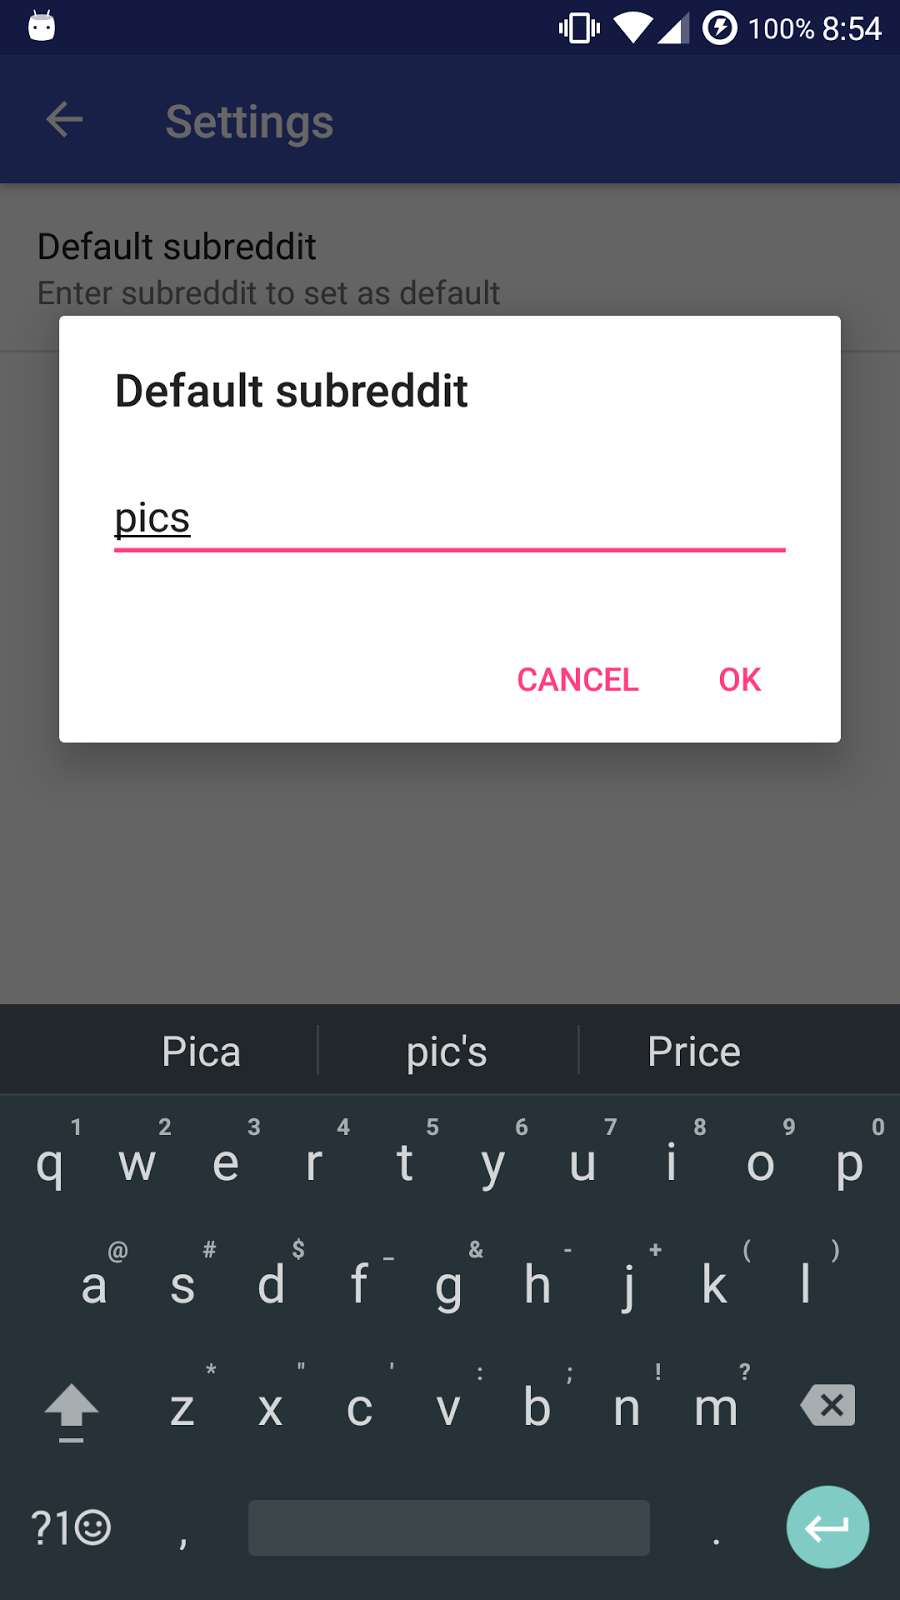 100% 8:54
Settings
Default subreddit
Enter subreddit to set as default
Default subreddit
pics
CANCEL OK
Pica pic's Price
1 2 3 4 5 6 7 8 9 0
q w e r t y u i o p
@ # $ _ & - + ( )
a s d f g h j k l
* " ' : ; ! ?
z x c v b n m
?1☺ , .